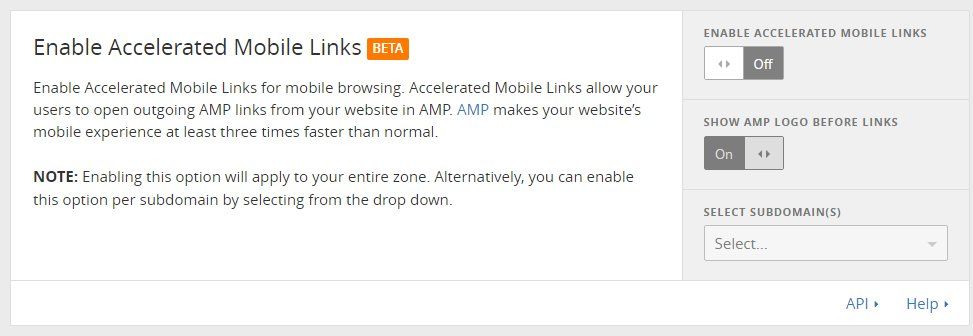 Enable Accelerated Mobile Links BETA
Enable Accelerated Mobile Links for mobile browsing. Accelerated Mobile Links allow your
users to open outgoing AMP links from your website in AMP. AMP makes your website's
mobile experience at least three times faster than normal.
NOTE: Enabling this option will apply to your entire zone. Alternatively, you can enable
this option per subdomain by selecting from the drop down.
ENABLE ACCELERATED MOBILE LINKS
Off
SHOW AMP LOGO BEFORE LINKS
On
SELECT SUBDOMAIN(S)
Select...
API Help